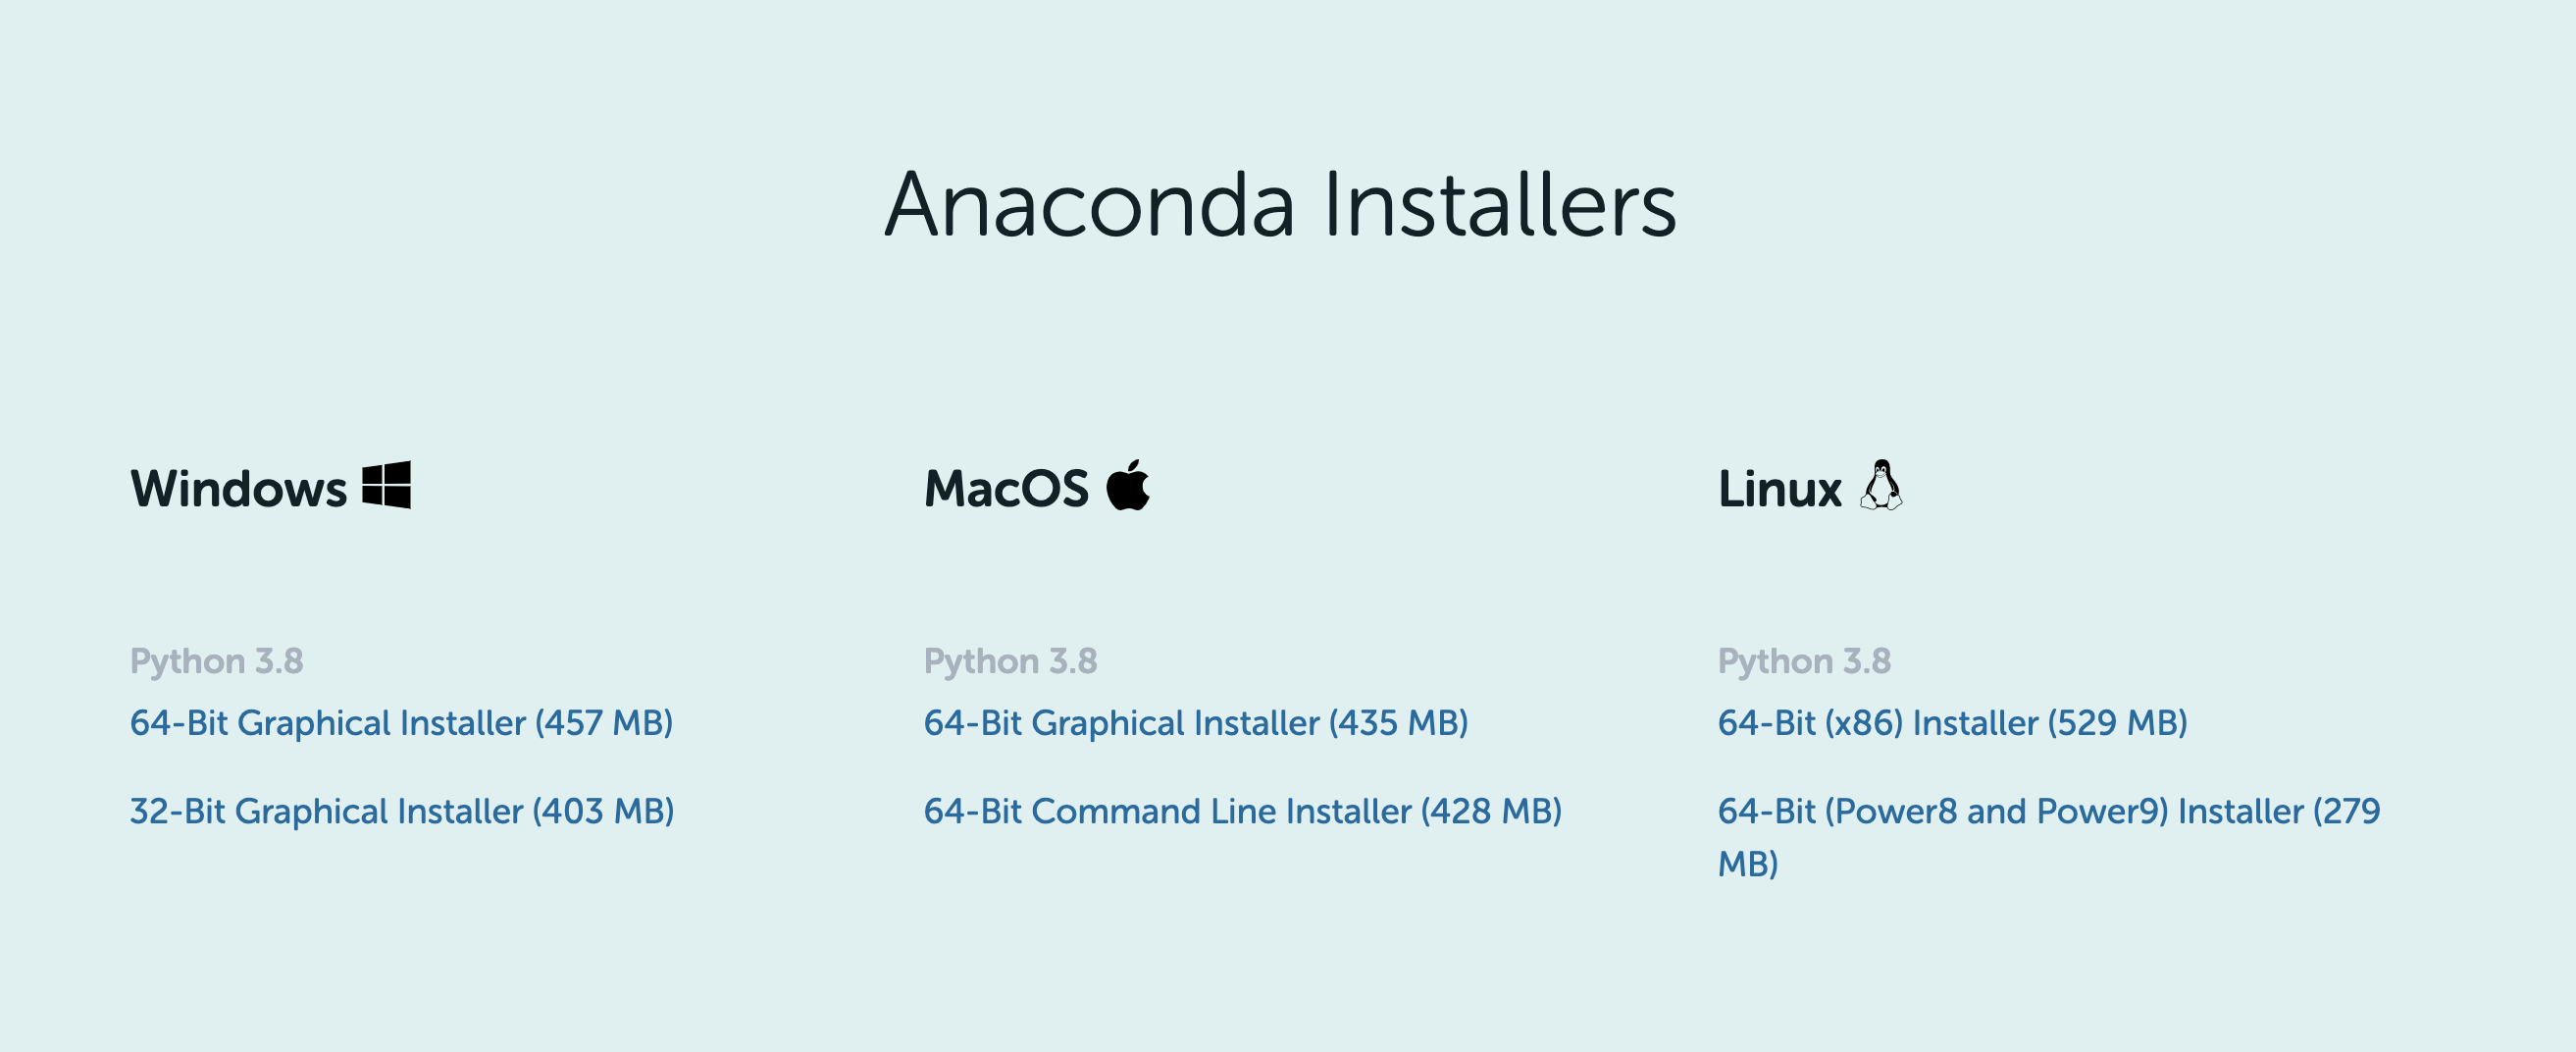 Anaconda Installers
Windows
Python 3.8
64-Bit Graphical Installer (457 MB)
32-Bit Graphical Installer (403 MB)
MacOS
Python 3.8
64-Bit Graphical Installer (435 MB)
64-Bit Command Line Installer (428 MB)
Linux
Python 3.8
64-Bit (x86) Installer (529 MB)
64-Bit (Power8 and Power9) Installer (279
MB)